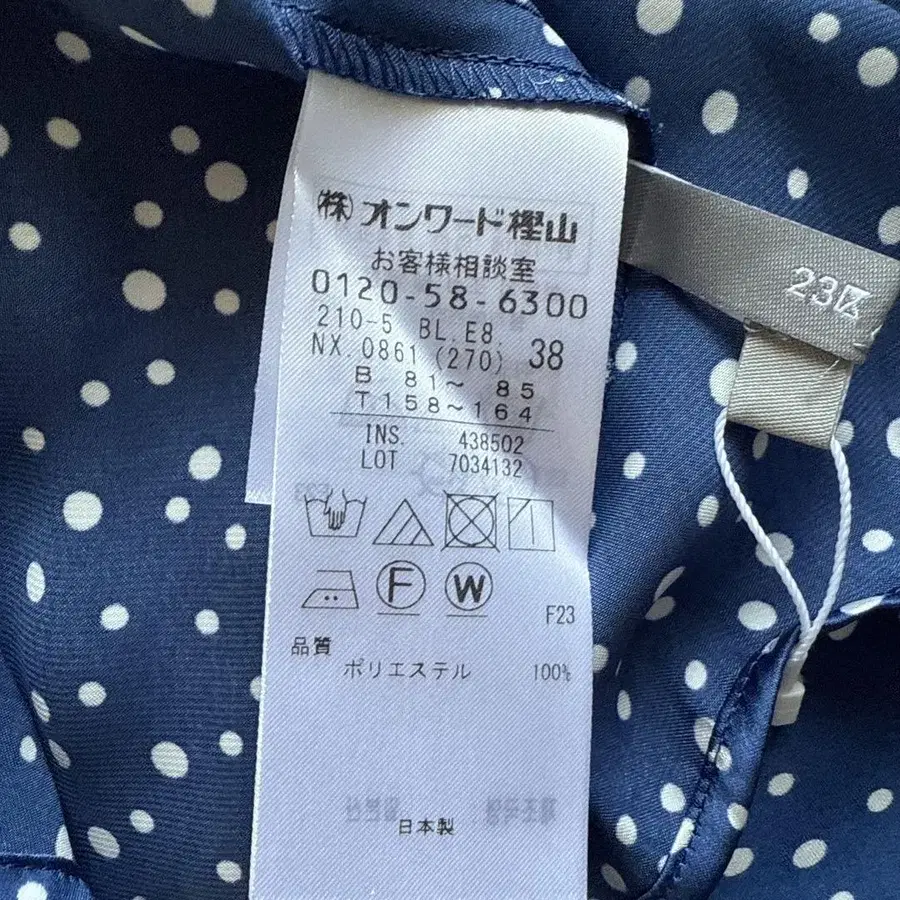 (株)オンワード樫山
お客様相談室
0120-58-6300
210-5 BL.E8.
NX.0861 (270) 38
B 81～ 85
T158～164
INS. 438502
LOT 7034132
F W
F23
品質
ポリエステル 100%
日本製
23区